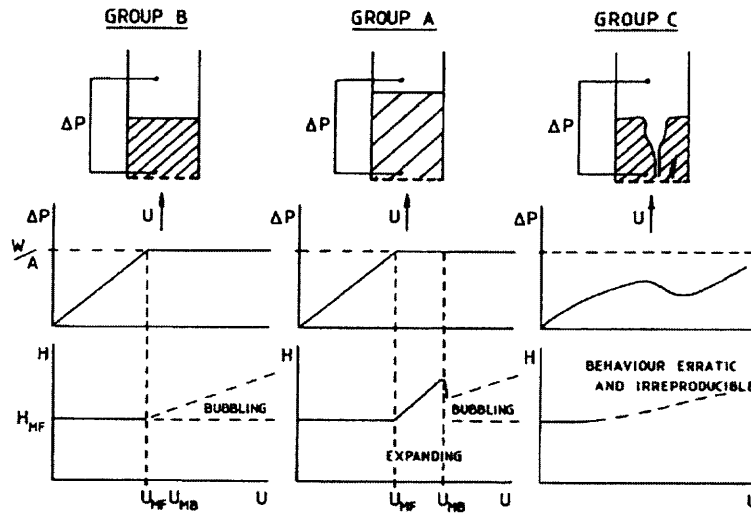 GROUP B
GROUP A
GROUP C
ΔP
ΔP
ΔP
U
U
U
ΔP
ΔP
ΔP
W/A
H
H
H
BEHAVIOUR ERRATIC
AND IRREPRODUCIBLE
H_MF
BUBBLING
BUBBLING
EXPANDING
U_MF U_MB U
U_MF U_MB U
U